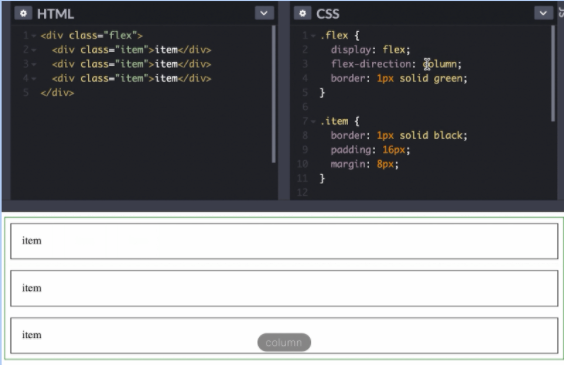 HTML
1 <div class="flex">
2 <div class="item">item</div>
3 <div class="item">item</div>
4 <div class="item">item</div>
5 </div>
CSS
1 .flex {
2 display: flex;
3 flex-direction: column;
4 border: 1px solid green;
5 }
6
7 .item {
8 border: 1px solid black;
9 padding: 16px;
10 margin: 8px;
11 }
12
item
item
item
column